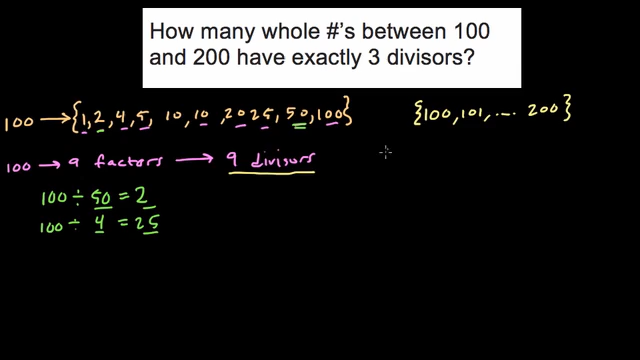 How many whole #'s between 100
and 200 have exactly 3 divisors?
100 → {1, 2, 4, 5, 10, 10, 20 25, 50, 100}
{100, 101, .... 200}
100 → 9 factors → 9 divisors
100 ÷ 50 = 2
100 ÷ 4 = 25